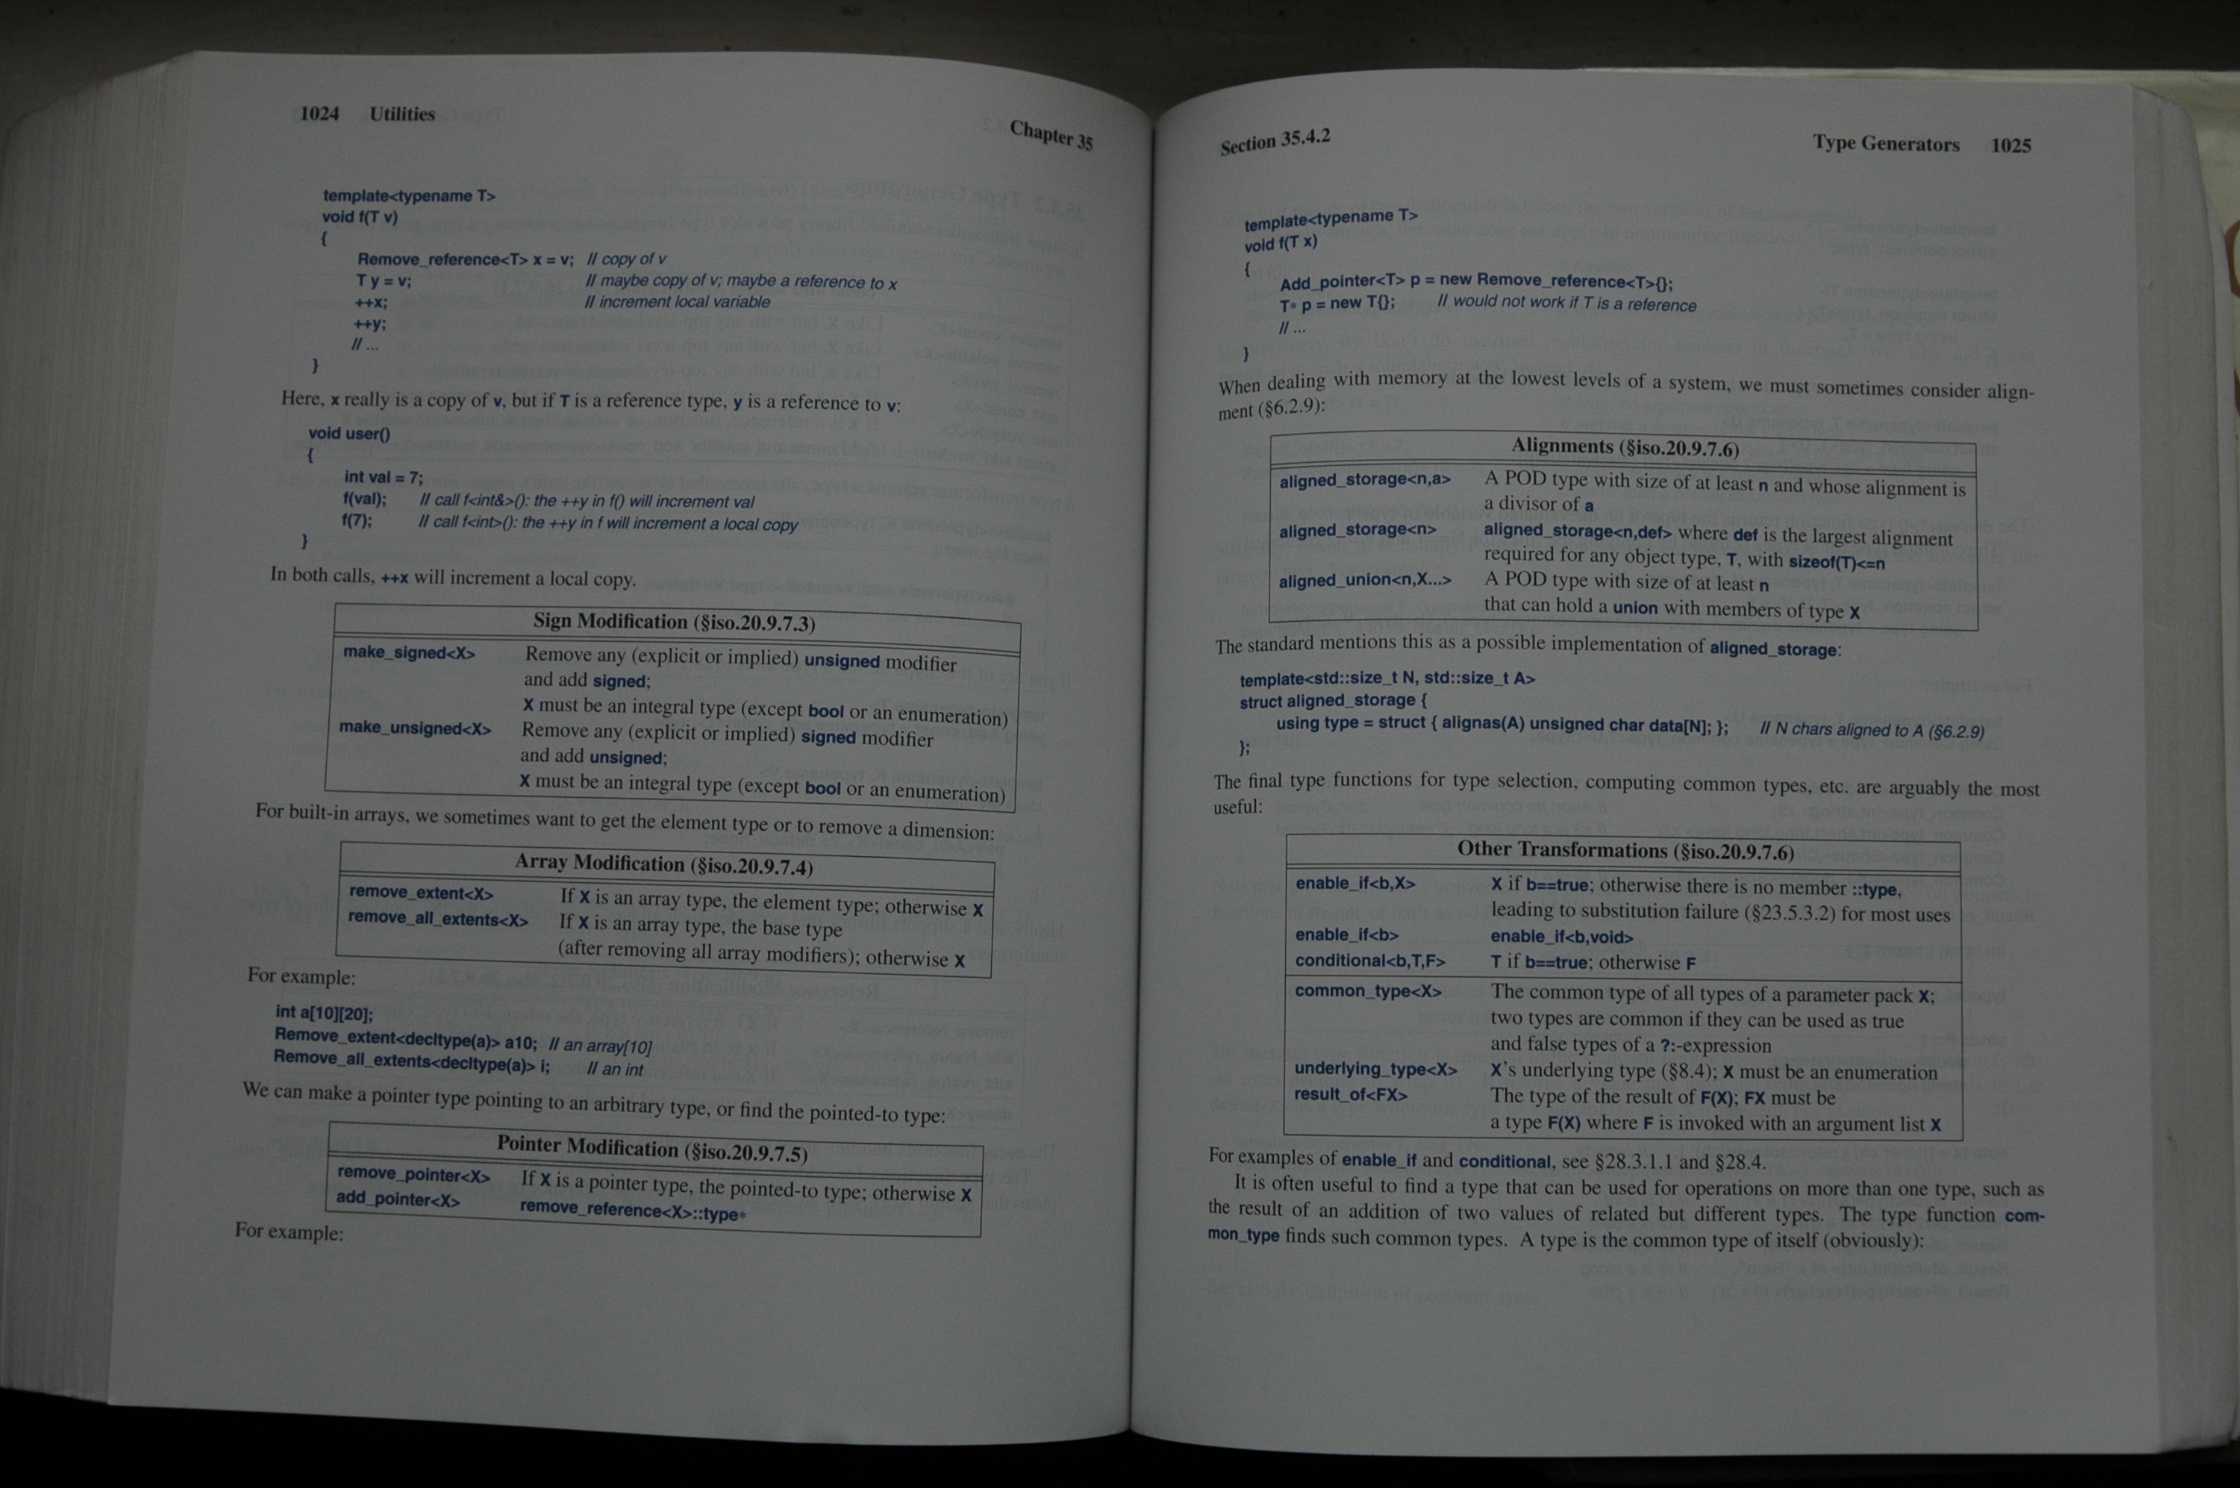 1024 Utilities Chapter 35
template<typename T>
void f(T v)
{
Remove_reference<T> x = v; // copy of v
T y = v; // maybe copy of v; maybe a reference to x
++x; // increment local variable
++y;
// ...
}
Here, x really is a copy of v, but if T is a reference type, y is a reference to v:
void user()
{
int val = 7;
f(val); // call f<int&>(): the ++y in f() will increment val
f(7); // call f<int>(): the ++y in f will increment a local copy
}
In both calls, ++x will increment a local copy.
Sign Modification (§iso.20.9.7.3)
make_signed<X> Remove any (explicit or implied) unsigned modifier
and add signed;
X must be an integral type (except bool or an enumeration)
make_unsigned<X> Remove any (explicit or implied) signed modifier
and add unsigned;
X must be an integral type (except bool or an enumeration)
For built-in arrays, we sometimes want to get the element type or to remove a dimension:
Array Modification (§iso.20.9.7.4)
remove_extent<X> If X is an array type, the element type; otherwise X
remove_all_extents<X> If X is an array type, the base type
(after removing all array modifiers); otherwise X
For example:
int a[10][20];
Remove_extent<decltype(a)> a10; // an array[10]
Remove_all_extents<decltype(a)> i; // an int
We can make a pointer type pointing to an arbitrary type, or find the pointed-to type:
Pointer Modification (§iso.20.9.7.5)
remove_pointer<X> If X is a pointer type, the pointed-to type; otherwise X
add_pointer<X> remove_reference<X>::type*
For example:
Section 35.4.2 Type Generators 1025
template<typename T>
void f(T x)
{
Add_pointer<T> p = new Remove_reference<T>{};
T* p = new T{}; // would not work if T is a reference
// ...
}
When dealing with memory at the lowest levels of a system, we must sometimes consider align-
ment (§6.2.9):
Alignments (§iso.20.9.7.6)
aligned_storage<n,a> A POD type with size of at least n and whose alignment is
a divisor of a
aligned_storage<n> aligned_storage<n,def> where def is the largest alignment
required for any object type, T, with sizeof(T)<=n
aligned_union<n,X...> A POD type with size of at least n
that can hold a union with members of type X
The standard mentions this as a possible implementation of aligned_storage:
template<std::size_t N, std::size_t A>
struct aligned_storage {
using type = struct { alignas(A) unsigned char data[N]; }; // N chars aligned to A (§6.2.9)
};
The final type functions for type selection, computing common types, etc. are arguably the most
useful:
Other Transformations (§iso.20.9.7.6)
enable_if<b,X> X if b==true; otherwise there is no member ::type,
leading to substitution failure (§23.5.3.2) for most uses
enable_if<b> enable_if<b,void>
conditional<b,T,F> T if b==true; otherwise F
common_type<X> The common type of all types of a parameter pack X;
two types are common if they can be used as true
and false types of a ?:-expression
underlying_type<X> X's underlying type (§8.4); X must be an enumeration
result_of<FX> The type of the result of F(X); FX must be
a type F(X) where F is invoked with an argument list X
For examples of enable_if and conditional, see §28.3.1.1 and §28.4.
It is often useful to find a type that can be used for operations on more than one type, such as
the result of an addition of two values of related but different types. The type function com-
mon_type finds such common types. A type is the common type of itself (obviously):